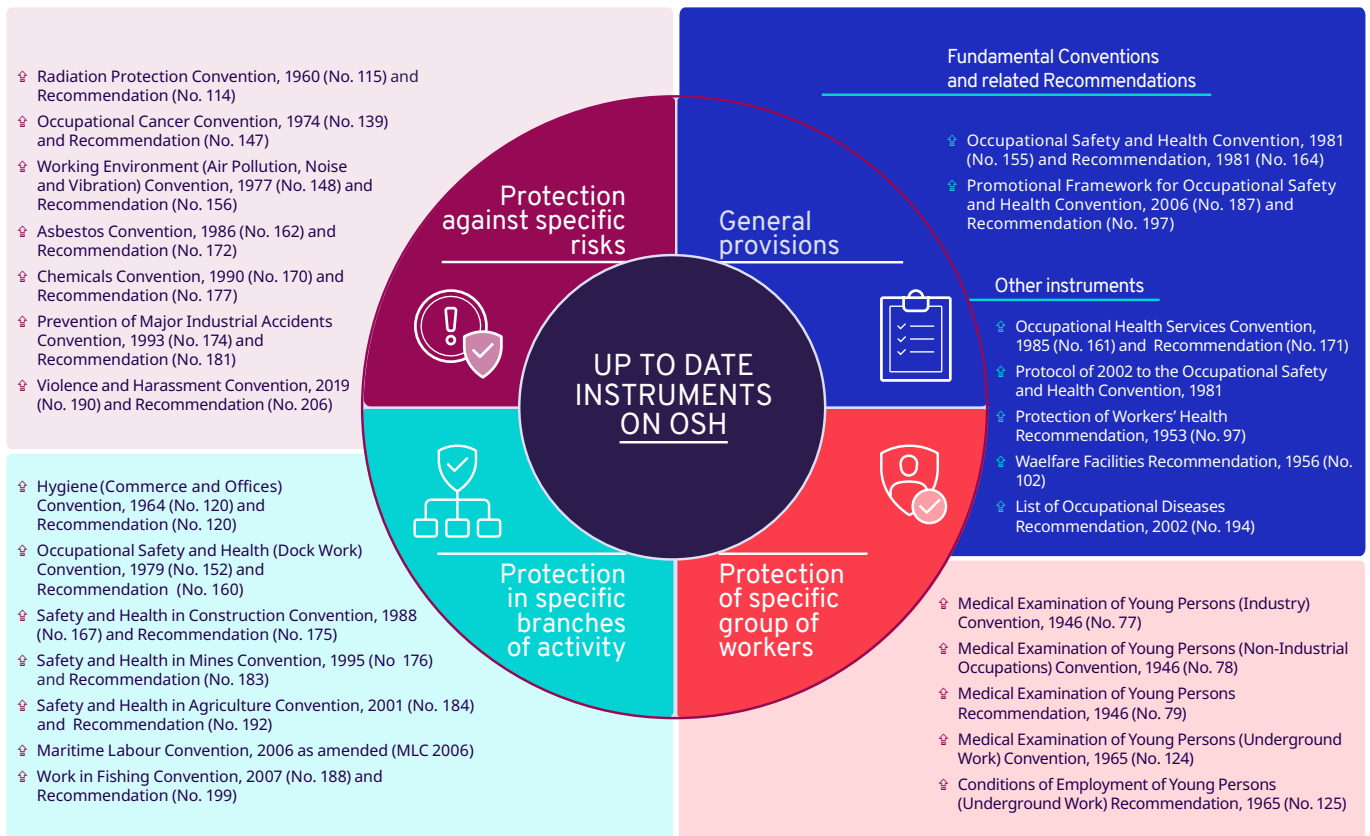 Radiation Protection Convention, 1960 (No. 115) and
Recommendation (No. 114)
Occupational Cancer Convention, 1974 (No. 139)
and Recommendation (No. 147)
Working Environment (Air Pollution, Noise
and Vibration) Convention, 1977 (No. 148) and
Recommendation (No. 156)
Asbestos Convention, 1986 (No. 162) and
Recommendation (No. 172)
Chemicals Convention, 1990 (No. 170) and
Recommendation (No. 177)
Prevention of Major Industrial Accidents
Convention, 1993 (No. 174) and
Recommendation (No. 181)
Violence and Harassment Convention, 2019
(No. 190) and Recommendation (No. 206)
Protection
against specific
risks
General
provisions
Fundamental Conventions
and related Recommendations
Occupational Safety and Health Convention, 1981
(No. 155) and Recommendation, 1981 (No. 164)
Promotional Framework for Occupational Safety
and Health Convention, 2006 (No. 187) and
Recommendation (No. 197)
Other instruments
Occupational Health Services Convention,
1985 (No. 161) and Recommendation (No. 171)
Protocol of 2002 to the Occupational Safety
and Health Convention, 1981
Protection of Workers’ Health
Recommendation, 1953 (No. 97)
Waelfare Facilities Recommendation, 1956 (No.
102)
List of Occupational Diseases
Recommendation, 2002 (No. 194)
UP TO DATE
INSTRUMENTS
ON OSH
Hygiene (Commerce and Offices)
Convention, 1964 (No. 120) and
Recommendation (No. 120)
Occupational Safety and Health (Dock Work)
Convention, 1979 (No. 152) and
Recommendation (No. 160)
Safety and Health in Construction Convention, 1988
(No. 167) and Recommendation (No. 175)
Safety and Health in Mines Convention, 1995 (No 176)
and Recommendation (No. 183)
Safety and Health in Agriculture Convention, 2001 (No. 184)
and Recommendation (No. 192)
Maritime Labour Convention, 2006 as amended (MLC 2006)
Work in Fishing Convention, 2007 (No. 188) and
Recommendation (No. 199)
Protection
in specific
branches
of activity
Protection
of specific
group of
workers
Medical Examination of Young Persons (Industry)
Convention, 1946 (No. 77)
Medical Examination of Young Persons (Non-Industrial
Occupations) Convention, 1946 (No. 78)
Medical Examination of Young Persons
Recommendation, 1946 (No. 79)
Medical Examination of Young Persons (Underground
Work) Convention, 1965 (No. 124)
Conditions of Employment of Young Persons
(Underground Work) Recommendation, 1965 (No. 125)